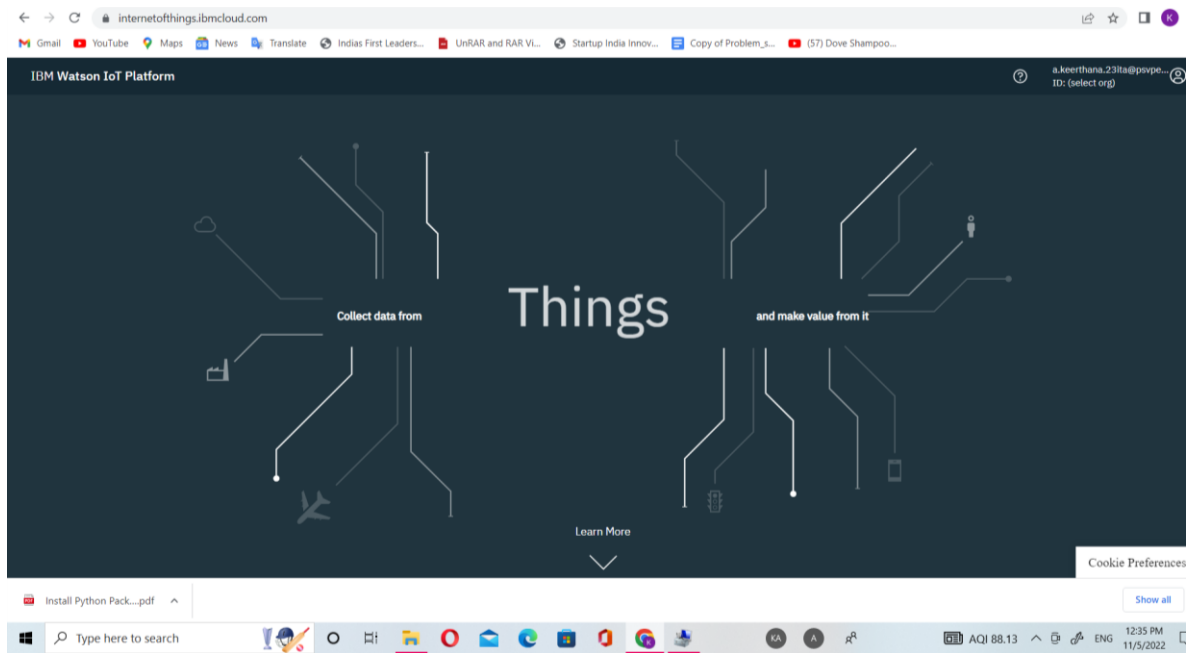 internetofthings.ibmcloud.com
K
Gmail YouTube Maps News Translate Indias First Leaders... UnRAR and RAR Vi... Startup India Innov... Copy of Problem_s... (57) Dove Shampoo...
IBM Watson IoT Platform
a.keerthana.23ita@psvpe...
ID: (select org)
Collect data from Things and make value from it
Learn More
Cookie Preferences
Install Python Pack....pdf
Show all
Type here to search
KA A AQI 88.13 ENG 12:35 PM
11/5/2022